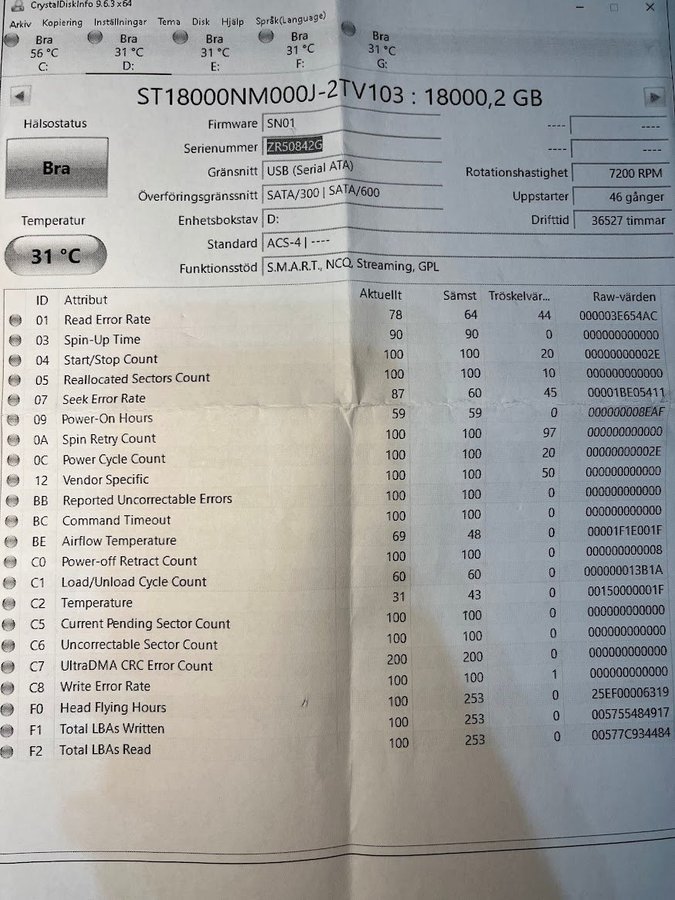 CrystalDiskInfo 9.6.3 x64
Arkiv Kopiering Inställningar Tema Disk Hjälp Språk(Language)
Bra Bra Bra Bra Bra
56 °C 31 °C 31 °C 31 °C 31 °C
C: D: E: F: G:
ST18000NM000J-2TV103 : 18000,2 GB
Hälsostatus
Bra
Temperatur
31 °C
Firmware SN01 ---- ----
Serienummer ZR50842G ---- ----
Gränsnitt USB (Serial ATA) Rotationshastighet 7200 RPM
Överföringsgränssnitt SATA/300 | SATA/600 Uppstarter 46 gånger
Enhetsbokstav D: Drifttid 36527 timmar
Standard ACS-4 | ----
Funktionsstöd S.M.A.R.T., NCQ, Streaming, GPL
ID Attribut Aktuellt Sämst Tröskelvär... Raw-värden
01 Read Error Rate 78 64 44 000003E654AC
03 Spin-Up Time 90 90 0 000000000000
04 Start/Stop Count 100 100 20 00000000002E
05 Reallocated Sectors Count 100 100 10 000000000000
07 Seek Error Rate 87 60 45 00001BE05411
09 Power-On Hours 59 59 0 000000008EAF
0A Spin Retry Count 100 100 97 000000000000
0C Power Cycle Count 100 100 20 00000000002E
12 Vendor Specific 100 100 50 000000000000
BB Reported Uncorrectable Errors 100 100 0 000000000000
BC Command Timeout 100 100 0 000000000000
BE Airflow Temperature 69 48 0 00001F1E001F
C0 Power-off Retract Count 100 100 0 000000000008
C1 Load/Unload Cycle Count 60 60 0 000000013B1A
C2 Temperature 31 43 0 00150000001F
C5 Current Pending Sector Count 100 100 0 000000000000
C6 Uncorrectable Sector Count 100 100 0 000000000000
C7 UltraDMA CRC Error Count 200 200 0 000000000000
C8 Write Error Rate 100 100 1 000000000000
F0 Head Flying Hours 100 253 0 25EF00006319
F1 Total LBAs Written 100 253 0 005755484917
F2 Total LBAs Read 100 253 0 00577C934484